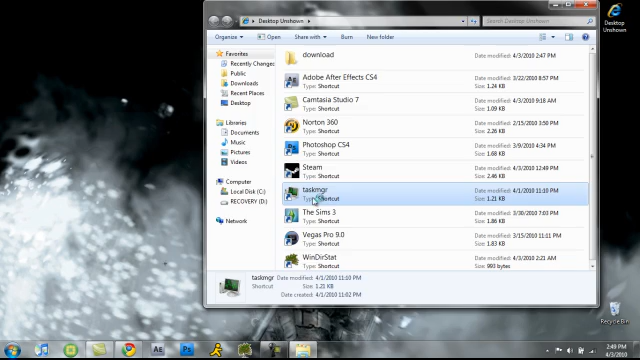 Desktop Unshown
Search Desktop Unshown
Organize
Open
Share with
Burn
New folder
Favorites
Recently Changed
Public
Downloads
Recent Places
Desktop
Libraries
Documents
Music
Pictures
Videos
Computer
Local Disk (C:)
RECOVERY (D:)
Network
download
Date modified: 4/3/2010 2:47 PM
Adobe After Effects CS4
Type: Shortcut
Date modified: 3/22/2010 8:57 PM
Size: 1.24 KB
Camtasia Studio 7
Type: Shortcut
Date modified: 4/3/2010 9:18 AM
Size: 1.09 KB
Norton 360
Type: Shortcut
Date modified: 2/15/2010 3:50 PM
Size: 2.26 KB
Photoshop CS4
Type: Shortcut
Date modified: 3/9/2010 4:34 PM
Size: 1.68 KB
Steam
Type: Shortcut
Date modified: 4/3/2010 12:49 PM
Size: 2.46 KB
taskmgr
Type: Shortcut
Date modified: 4/1/2010 11:10 PM
Size: 1.21 KB
The Sims 3
Type: Shortcut
Date modified: 3/30/2010 7:03 PM
Size: 1.86 KB
Vegas Pro 9.0
Type: Shortcut
Date modified: 3/15/2010 11:11 PM
Size: 1.83 KB
WinDirStat
Type: Shortcut
Date modified: 4/3/2010 2:21 AM
Size: 993 bytes
taskmgr
Shortcut
Date modified: 4/1/2010 11:10 PM
Size: 1.21 KB
Date created: 4/1/2010 11:02 PM
Desktop
Unshown
Recycle Bin
Ae
Ps
2:49 PM
4/3/2010